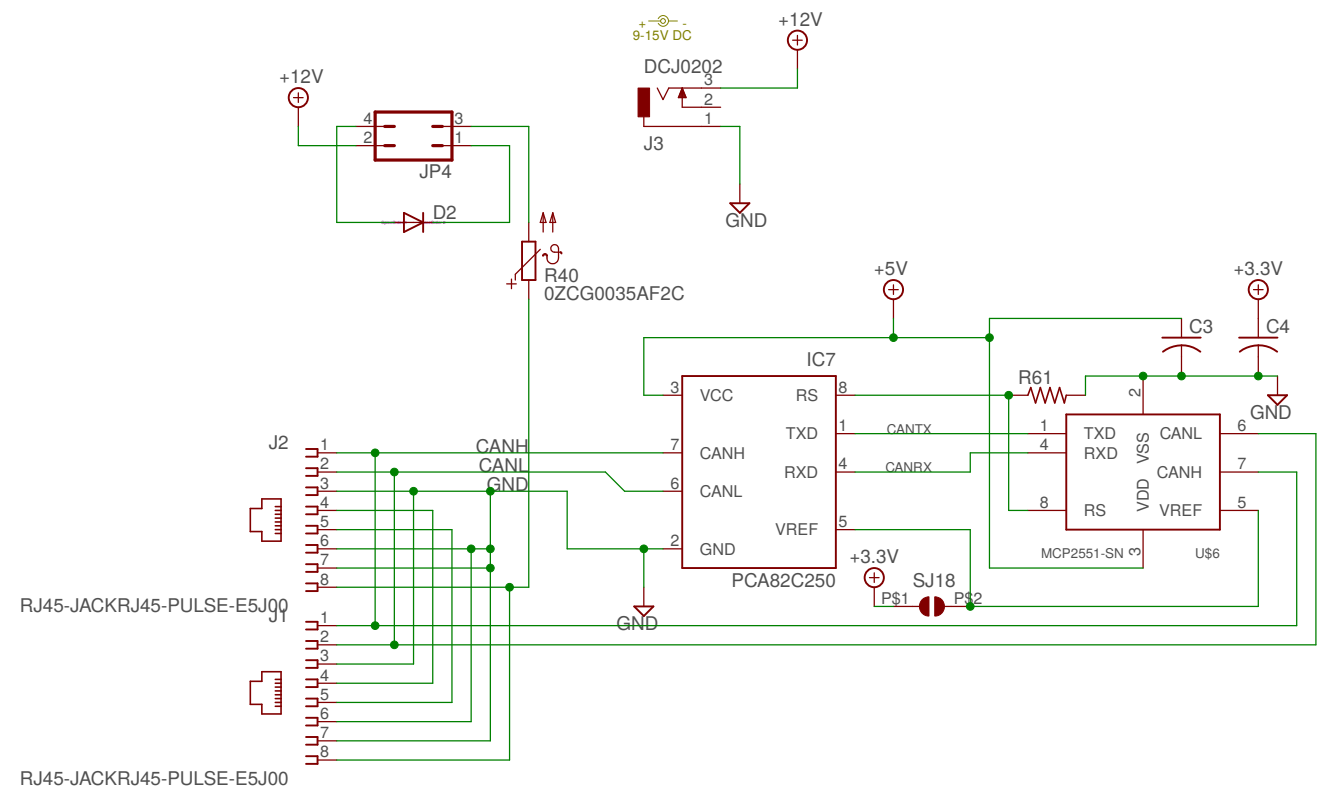 + -
9-15V DC
+12V
DCJ0202
3
2
1
J3
GND
+12V
4
3
2
1
JP4
D2
R40
0ZCG0035AF2C
+
+5V
+3.3V
C3
C4
IC7
R61
GND
3
VCC
RS
8
TXD
1
CANTX
7
CANH
RXD
4
CANRX
6
CANL
VREF
5
2
GND
PCA82C250
2
1
TXD
CANL
6
4
RXD
VSS
CANH
7
8
RS
VDD
VREF
5
MCP2551-SN
3
U$6
+3.3V
SJ18
P$1
P$2
GND
J2
CANH
CANL
GND
1
2
3
4
5
6
7
8
RJ45-JACKRJ45-PULSE-E5J00
J1
1
2
3
4
5
6
7
8
RJ45-JACKRJ45-PULSE-E5J00